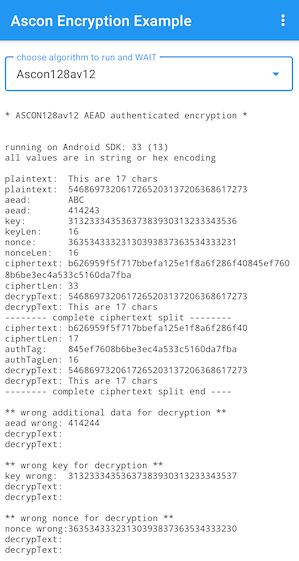 Ascon Encryption Example
choose algorithm to run and WAIT
Ascon128av12
* ASCON128av12 AEAD authenticated encryption *
running on Android SDK: 33 (13)
all values are in string or hex encoding
plaintext: This are 17 chars
plaintext: 5468697320617265203137206368617273
aead: ABC
aead: 414243
key: 31323334353637383930313233343536
keyLen: 16
nonce: 36353433323130393837363534333231
nonceLen: 16
ciphertext: b626959f5f717bbefa125e1f8a6f286f40845ef760
8b6be3ec4a533c5160da7fba
ciphertLen: 33
decrypText: 5468697320617265203137206368617273
decrypText: This are 17 chars
-------- complete ciphertext split --------
ciphertext: b626959f5f717bbefa125e1f8a6f286f40
ciphertLen: 17
authTag: 845ef7608b6be3ec4a533c5160da7fba
authTagLen: 16
decrypText: 5468697320617265203137206368617273
decrypText: This are 17 chars
-------- complete ciphertext split end ----
** wrong additional data for decryption **
aead wrong: 414244
decrypText:
decrypText:
** wrong key for decryption **
key wrong: 31323334353637383930313233343537
decrypText:
decrypText:
** wrong nonce for decryption **
nonce wrong:36353433323130393837363534333230
decrypText:
decrypText: